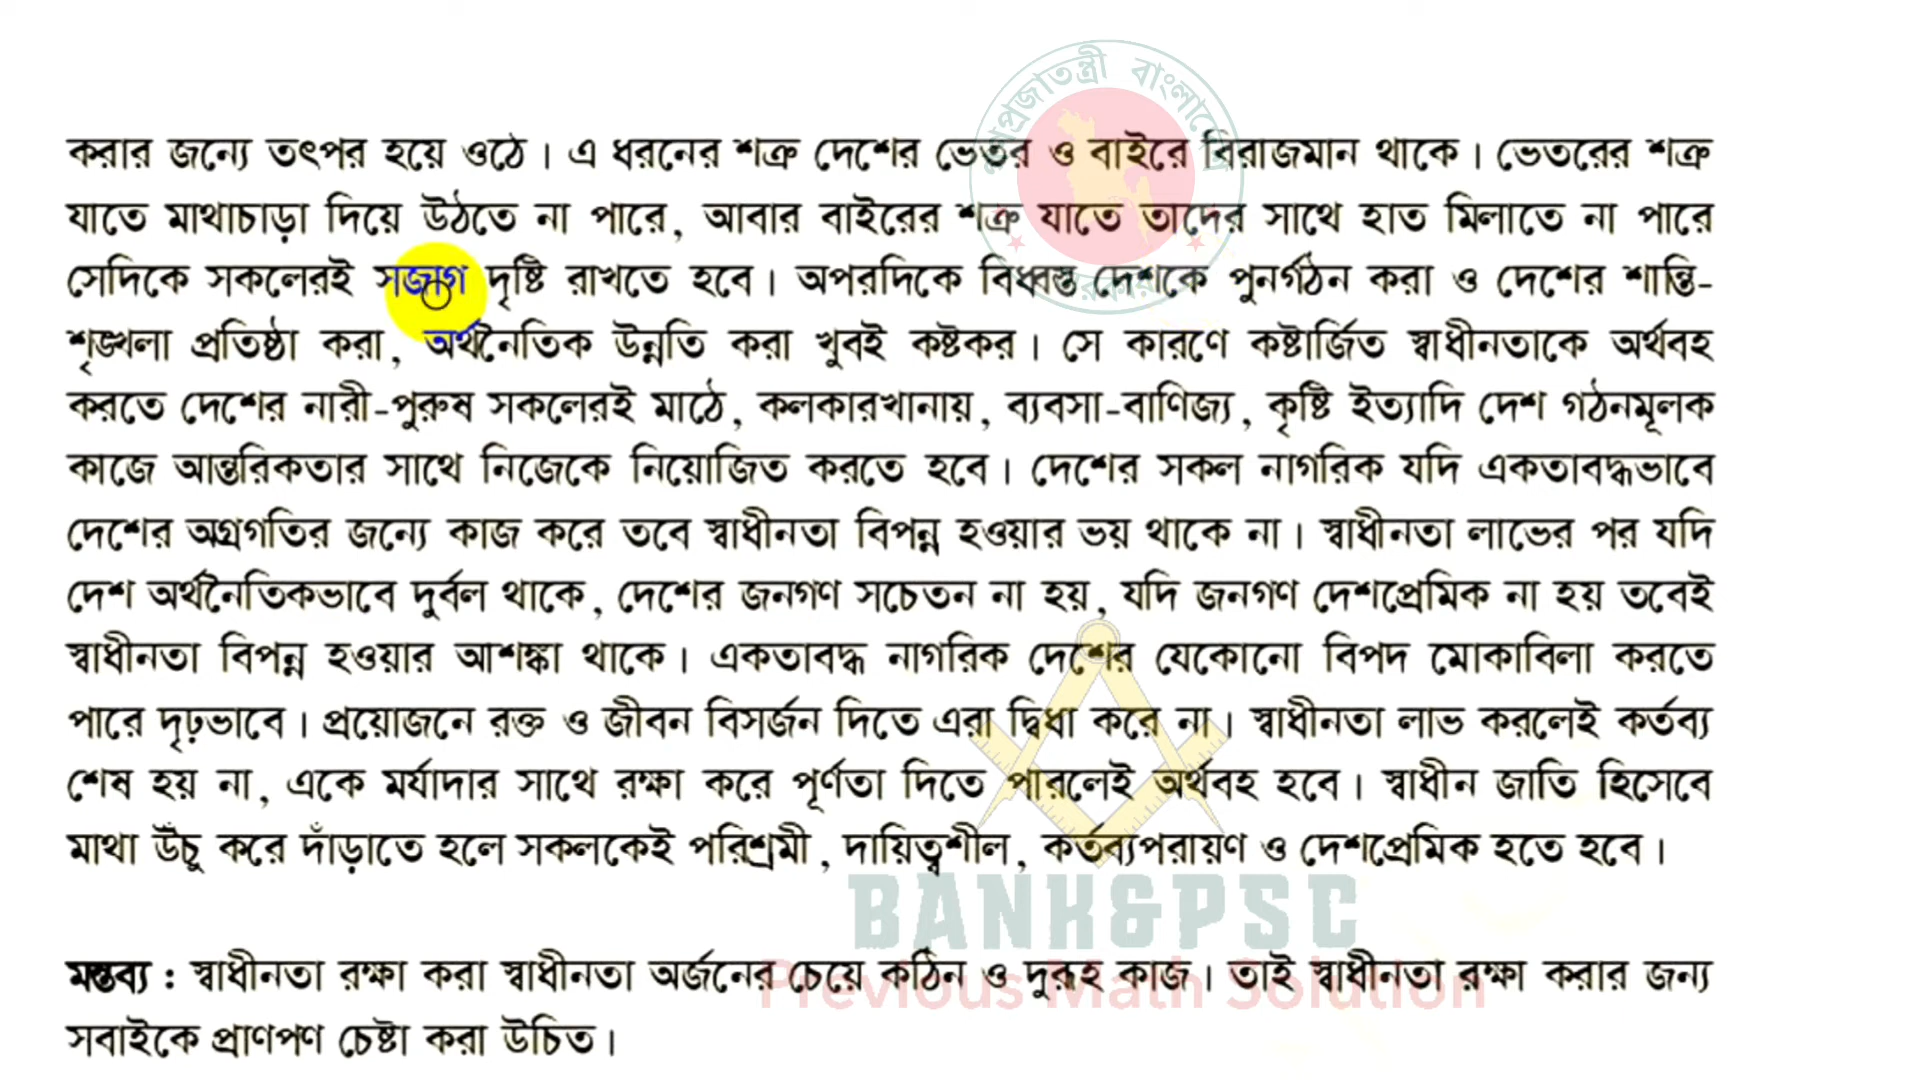 করার জন্যে তৎপর হয়ে ওঠে। এ ধরনের শত্রু দেশের ভেতর ও বাইরে বিরাজমান থাকে। ভেতরের শত্রু
যাতে মাথাচাড়া দিয়ে উঠতে না পারে, আবার বাইরের শত্রু যাতে তাদের সাথে হাত মিলাতে না পারে
সেদিকে সকলেরই সজাগ দৃষ্টি রাখতে হবে। অপরদিকে বিধ্বস্ত দেশকে পুনর্গঠন করা ও দেশের শান্তি-
শৃঙ্খলা প্রতিষ্ঠা করা, অর্থনৈতিক উন্নতি করা খুবই কষ্টকর। সে কারণে কষ্টার্জিত স্বাধীনতাকে অর্থবহ
করতে দেশের নারী-পুরুষ সকলেরই মাঠে, কলকারখানায়, ব্যবসা-বাণিজ্য, কৃষ্টি ইত্যাদি দেশ গঠনমূলক
কাজে আন্তরিকতার সাথে নিজেকে নিয়োজিত করতে হবে। দেশের সকল নাগরিক যদি একতাবদ্ধভাবে
দেশের অগ্রগতির জন্যে কাজ করে তবে স্বাধীনতা বিপন্ন হওয়ার ভয় থাকে না। স্বাধীনতা লাভের পর যদি
দেশ অর্থনৈতিকভাবে দুর্বল থাকে, দেশের জনগণ সচেতন না হয়, যদি জনগণ দেশপ্রেমিক না হয় তবেই
স্বাধীনতা বিপন্ন হওয়ার আশঙ্কা থাকে। একতাবদ্ধ নাগরিক দেশের যেকোনো বিপদ মোকাবিলা করতে
পারে দৃঢ়ভাবে। প্রয়োজনে রক্ত ও জীবন বিসর্জন দিতে এরা দ্বিধা করে না। স্বাধীনতা লাভ করলেই কর্তব্য
শেষ হয় না, একে মর্যাদার সাথে রক্ষা করে পূর্ণতা দিতে পারলেই অর্থবহ হবে। স্বাধীন জাতি হিসেবে
মাথা উঁচু করে দাঁড়াতে হলে সকলকেই পরিশ্রমী, দায়িত্বশীল, কর্তব্যপরায়ণ ও দেশপ্রেমিক হতে হবে।
BANK&PSC
মন্তব্য : স্বাধীনতা রক্ষা করা স্বাধীনতা অর্জনের চেয়ে কঠিন ও দুরূহ কাজ। তাই স্বাধীনতা রক্ষা করার জন্য
Previous Math Solution
সবাইকে প্রাণপণ চেষ্টা করা উচিত।